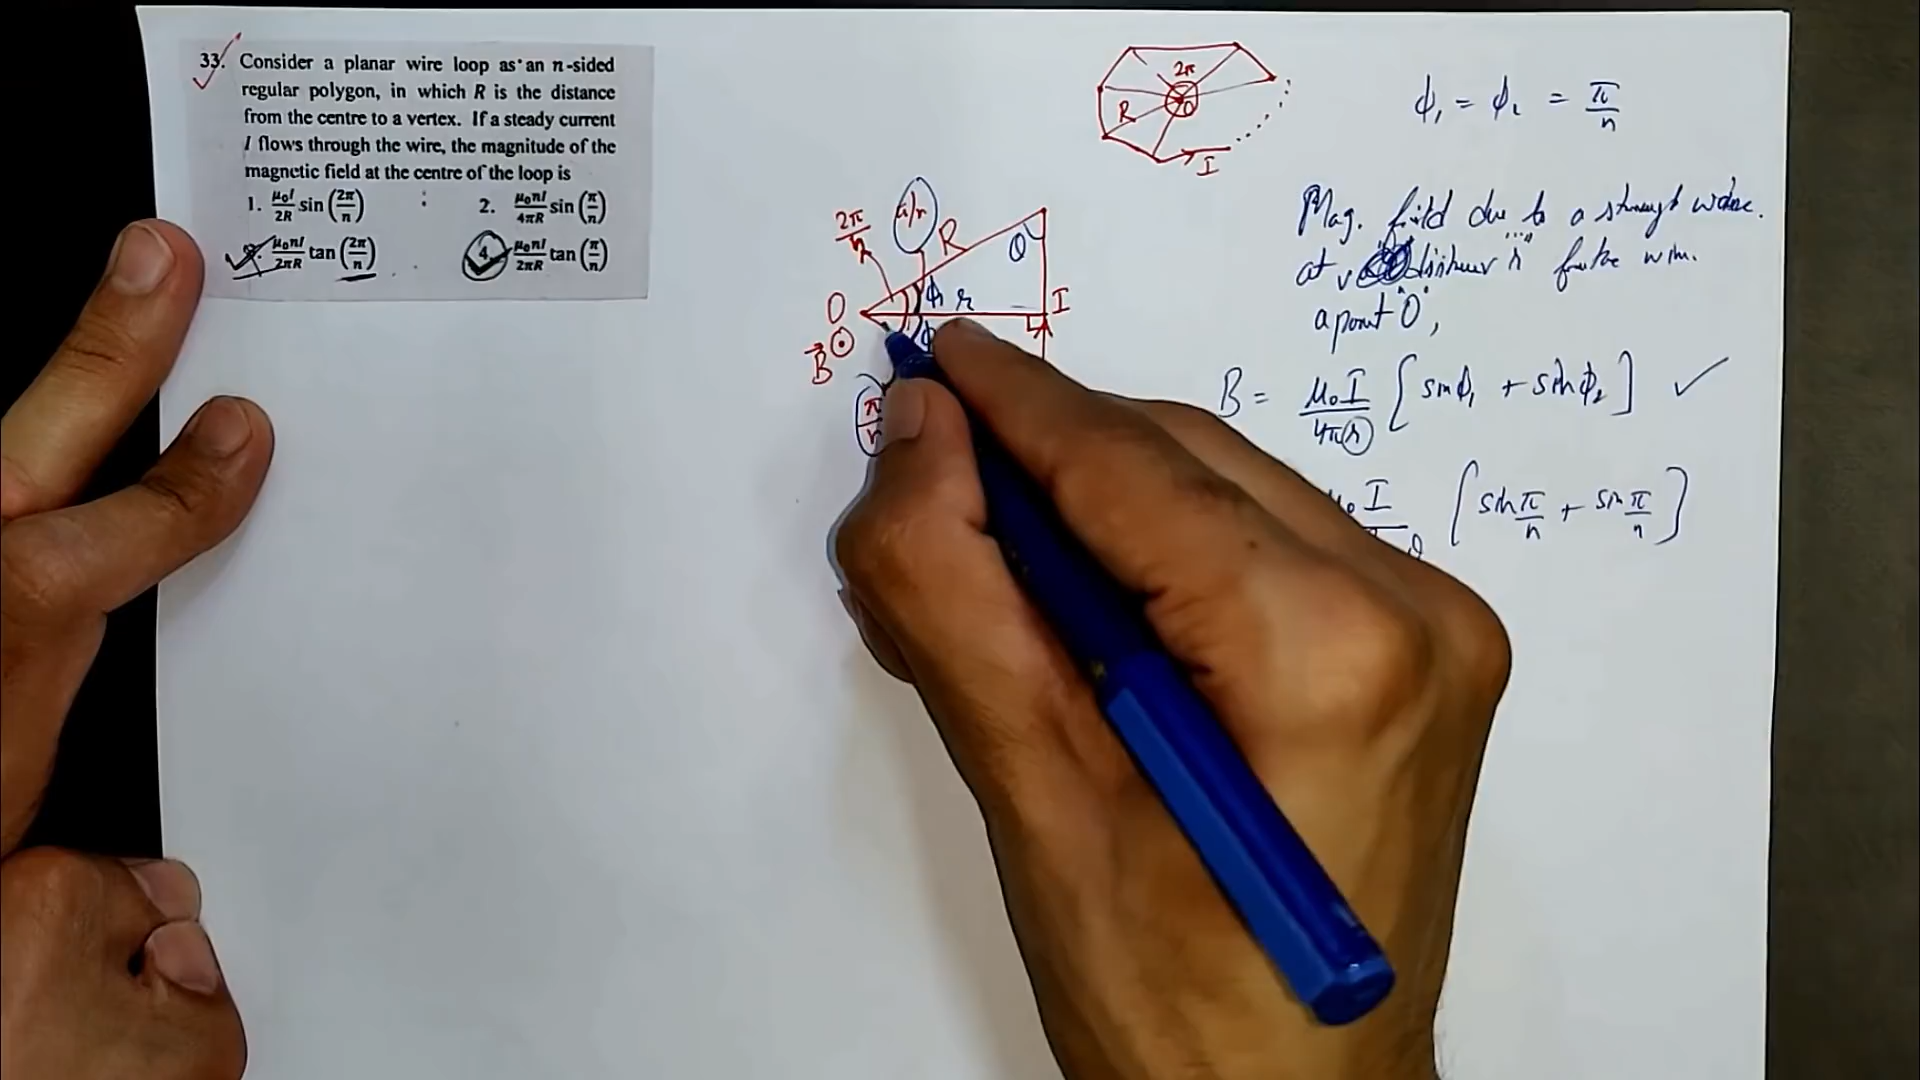 33. Consider a planar wire loop as an n-sided
regular polygon, in which R is the distance
from the centre to a vertex. If a steady current
I flows through the wire, the magnitude of the
magnetic field at the centre of the loop is
1. μ₀I/2R sin(2π/n) 2. μ₀nI/4πR sin(π/n)
3. μ₀nI/2πR tan(2π/n) 4. μ₀nI/2πR tan(π/n)
2π
O
R
I
ϕ₁ = ϕ₂ = π/n
2π/n
π/n
R
θ
ϕ₁
r
O
I
B
ϕ
π/n
Mag. field due to a straight wire.
at distance r from the wire.
a point 'O',
B = μ₀I/4πr [sinϕ₁ + sinϕ₂] ✓
μ₀I [sin π/n + sin π/n]